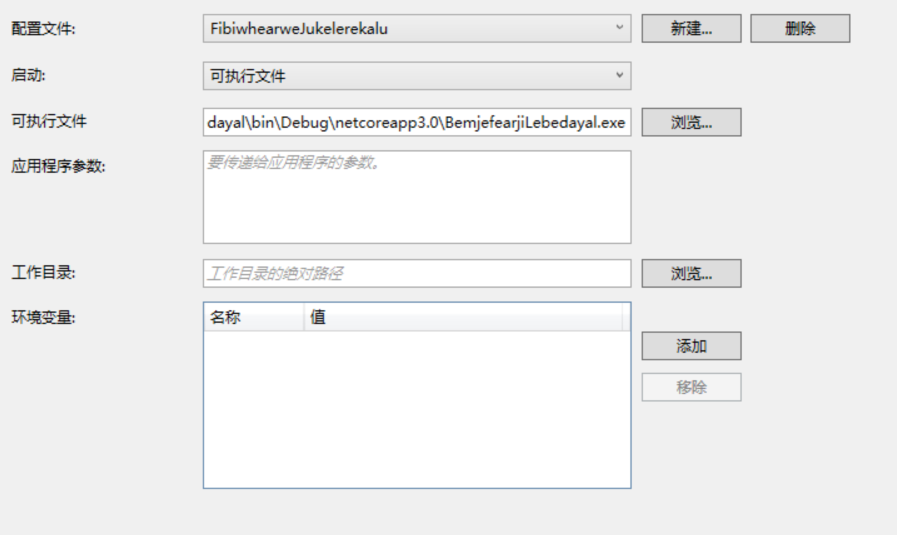 配置文件: FibiwhearweJukelerekalu 新建... 删除
启动: 可执行文件
可执行文件 dayal\bin\Debug\netcoreapp3.0\BemjefearjiLebedayal.exe 浏览...
应用程序参数: 要传递给应用程序的参数。
工作目录: 工作目录的绝对路径 浏览...
环境变量: 名称 值
添加
移除